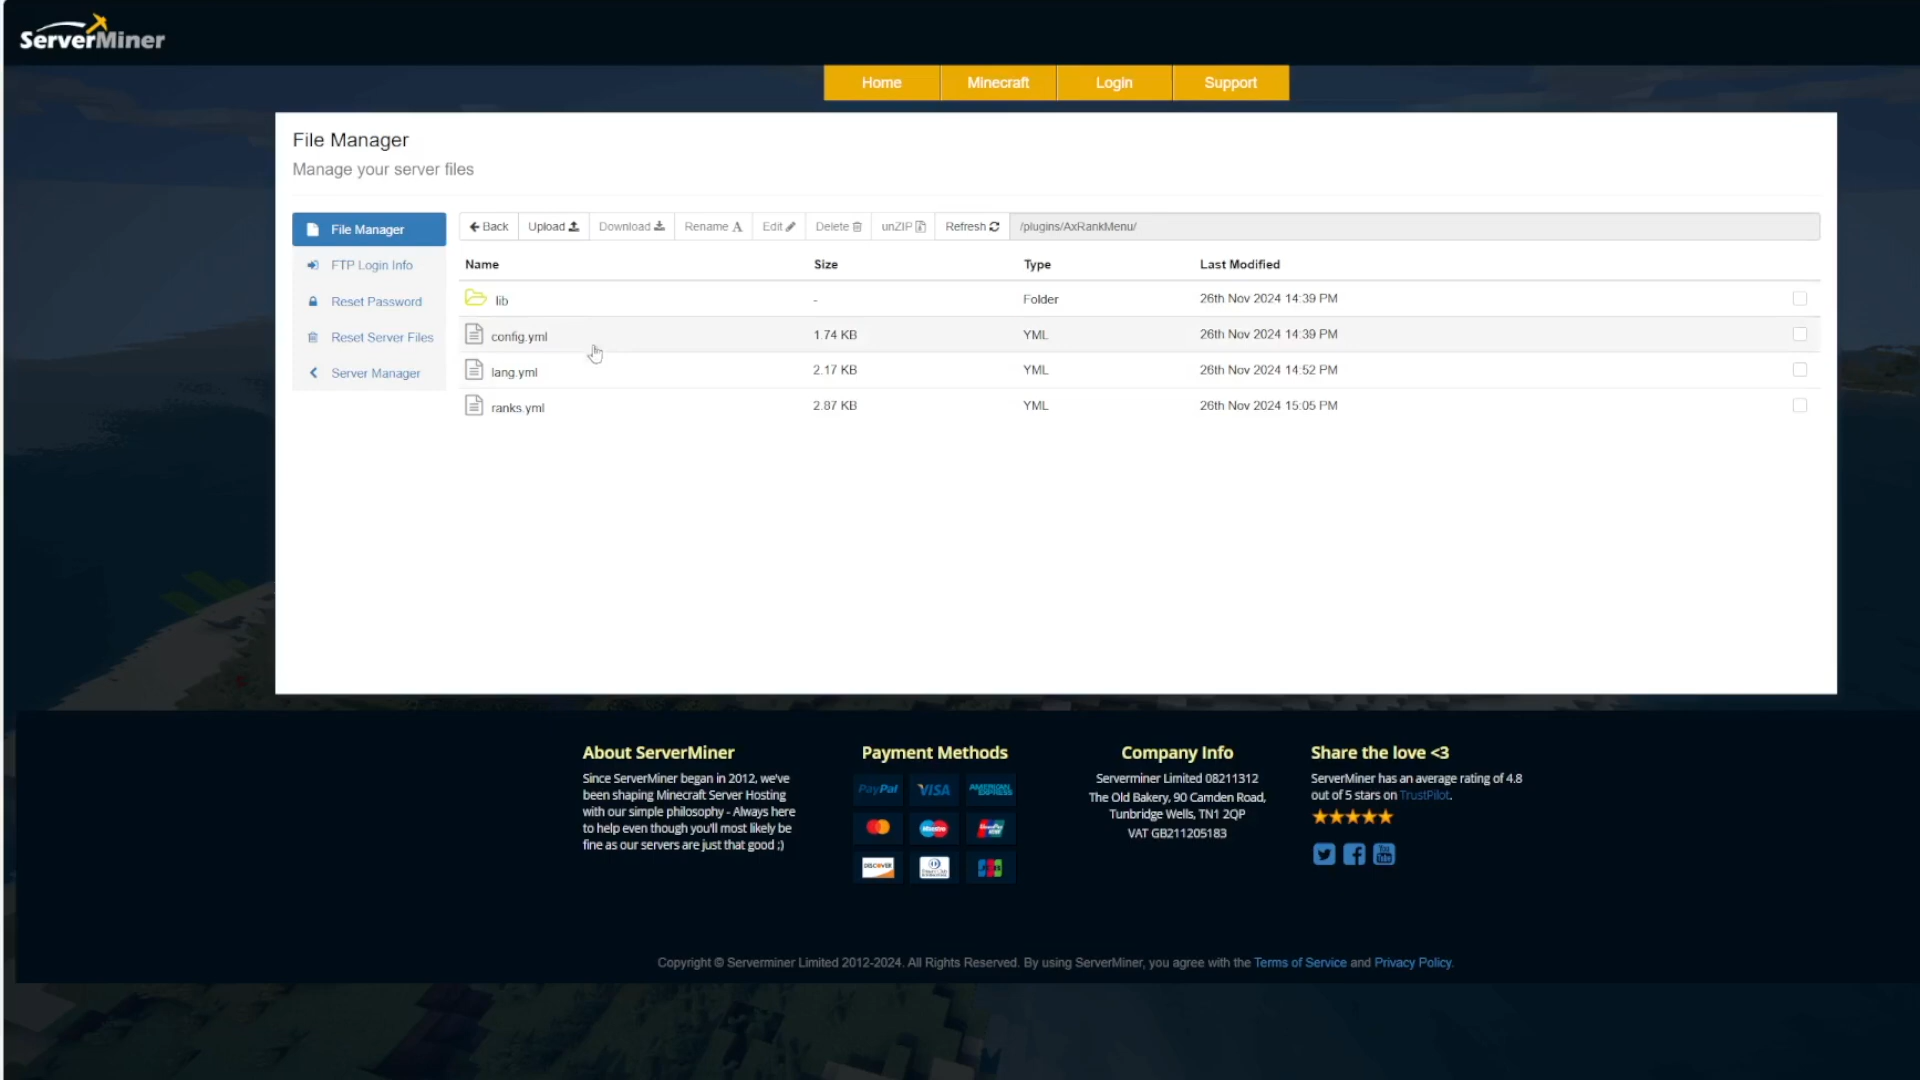 ServerMiner
Home
Minecraft
Login
Support
File Manager
Manage your server files
File Manager
FTP Login Info
Reset Password
Reset Server Files
Server Manager
Back
Upload
Download
Rename
Edit
Delete
unZIP
Refresh
/plugins/AxRankMenu/
Name Size Type Last Modified
lib - Folder 26th Nov 2024 14:39 PM
config.yml 1.74 KB YML 26th Nov 2024 14:39 PM
lang.yml 2.17 KB YML 26th Nov 2024 14:52 PM
ranks.yml 2.87 KB YML 26th Nov 2024 15:05 PM
About ServerMiner
Since ServerMiner began in 2012, we've
been shaping Minecraft Server Hosting
with our simple philosophy - Always here
to help even though you'll most likely be
fine as our servers are just that good ;)
Payment Methods
PayPal
VISA
AMERICAN EXPRESS
Maestro
DISCOVER
JCB
Company Info
Serverminer Limited 08211312
The Old Bakery, 90 Camden Road,
Tunbridge Wells, TN1 2QP
VAT GB211205183
Share the love <3
ServerMiner has an average rating of 4.8
out of 5 stars on TrustPilot.
You Tube
Copyright © Serverminer Limited 2012-2024. All Rights Reserved. By using ServerMiner, you agree with the Terms of Service and Privacy Policy.